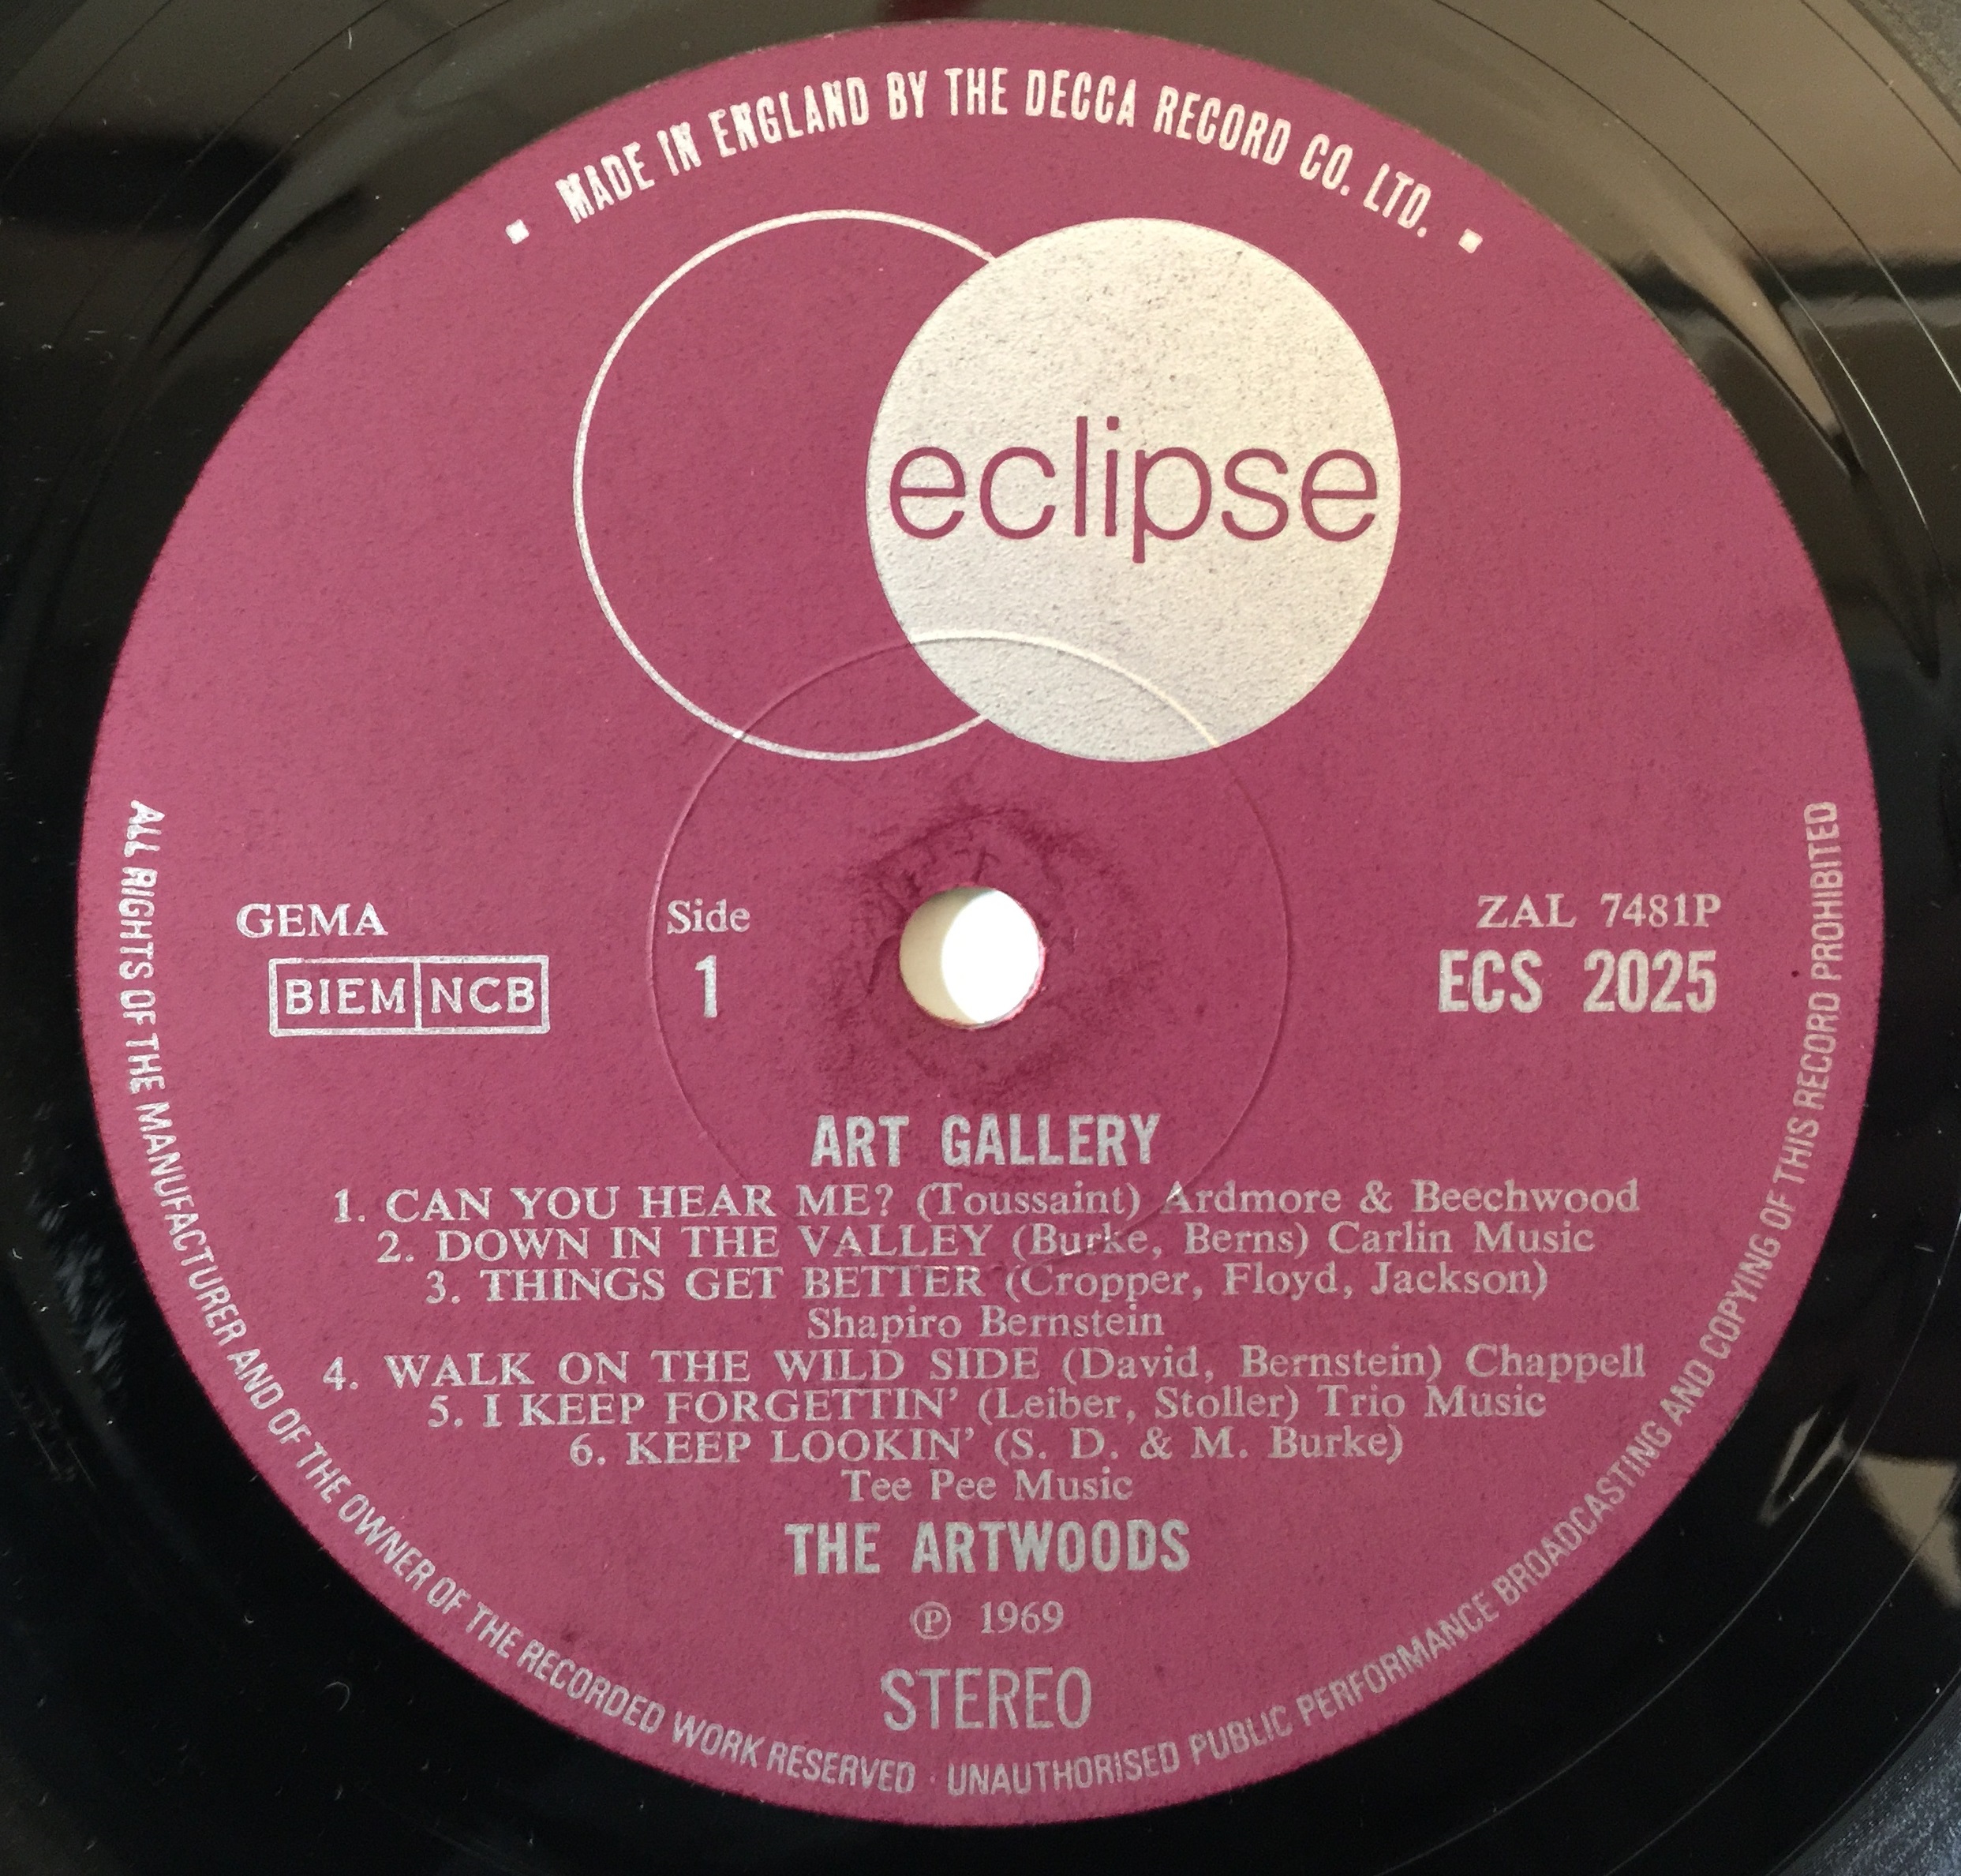 ▪ MADE IN ENGLAND BY THE DECCA RECORD CO. LTD. ▪
eclipse
GEMA
BIEM NCB
Side
1
ZAL 7481P
ECS 2025
ART GALLERY
1. CAN YOU HEAR ME? (Toussaint) Ardmore & Beechwood
2. DOWN IN THE VALLEY (Burke, Berns) Carlin Music
3. THINGS GET BETTER (Cropper, Floyd, Jackson)
Shapiro Bernstein
4. WALK ON THE WILD SIDE (David, Bernstein) Chappell
5. I KEEP FORGETTIN’ (Leiber, Stoller) Trio Music
6. KEEP LOOKIN’ (S. D. & M. Burke)
Tee Pee Music
THE ARTWOODS
℗ 1969
STEREO
ALL RIGHTS OF THE MANUFACTURER AND OF THE OWNER OF THE RECORDED WORK RESERVED · UNAUTHORISED PUBLIC PERFORMANCE BROADCASTING AND COPYING OF THIS RECORD PROHIBITED